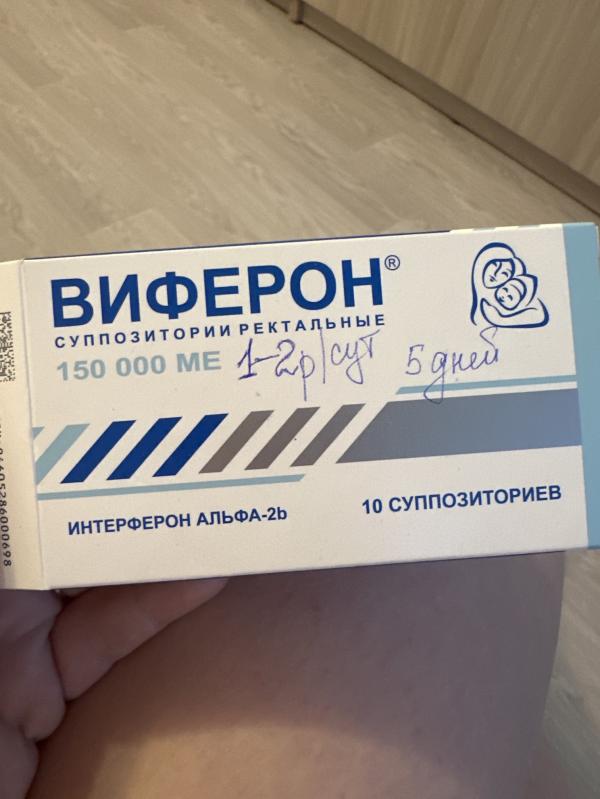 ВИФЕРОН®
СУППОЗИТОРИИ РЕКТАЛЬНЫЕ
150 000 МЕ 1-2р/сут 5 дней
ИНТЕРФЕРОН АЛЬФА-2b
10 СУППОЗИТОРИЕВ